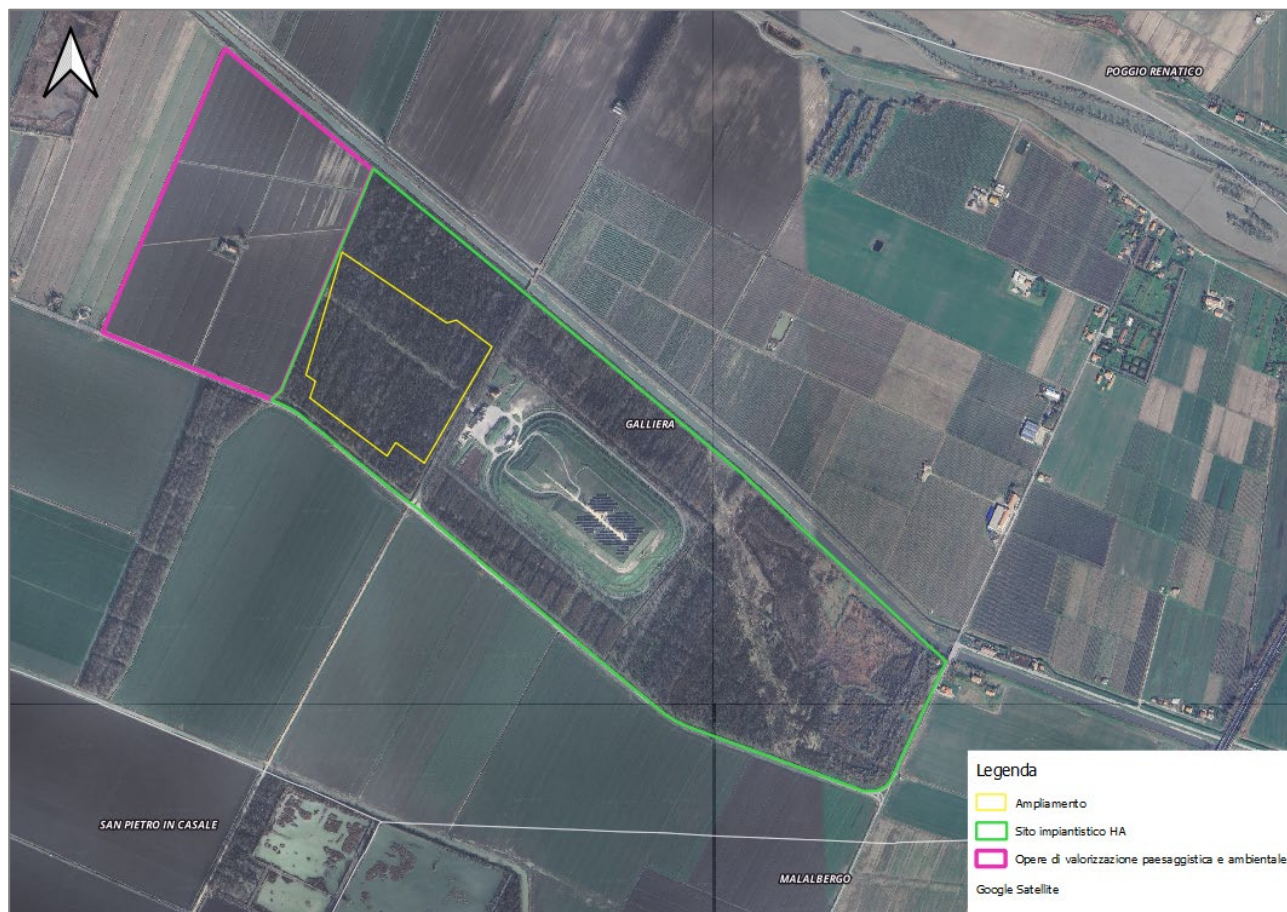 POGGIO RENATICO
GALLIERA
SAN PIETRO IN CASALE
MALALBERGO
Legenda
Ampliamento
Sito impiantistico HA
Opere di valorizzazione paesaggistica e ambientale
Google Satellite